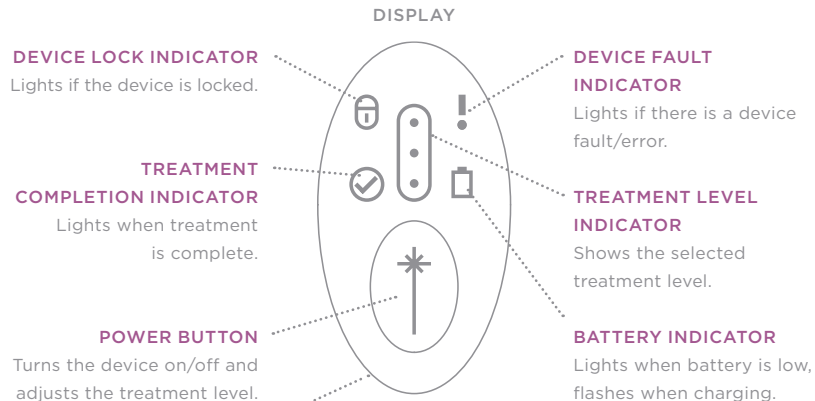 DISPLAY
DEVICE LOCK INDICATOR
Lights if the device is locked.
TREATMENT
COMPLETION INDICATOR
Lights when treatment
is complete.
POWER BUTTON
Turns the device on/off and
adjusts the treatment level.
DEVICE FAULT
INDICATOR
Lights if there is a device
fault/error.
TREATMENT LEVEL
INDICATOR
Shows the selected
treatment level.
BATTERY INDICATOR
Lights when battery is low,
flashes when charging.